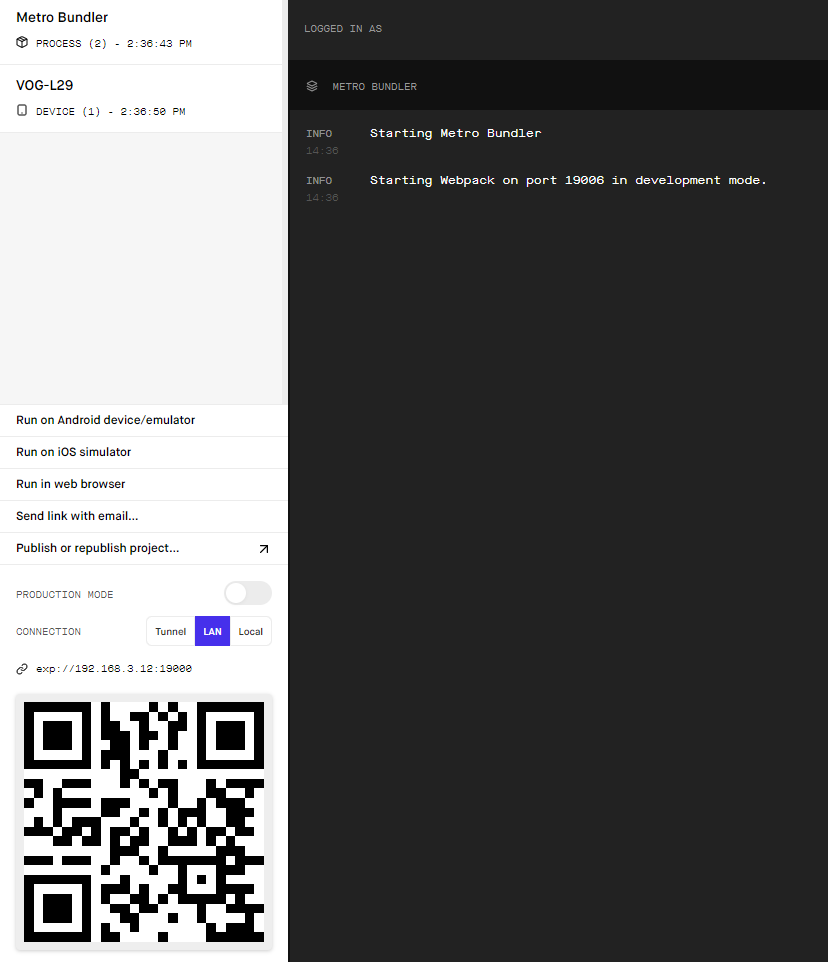 Metro Bundler
PROCESS (2) - 2:36:43 PM
VOG-L29
DEVICE (1) - 2:36:50 PM
Run on Android device/emulator
Run on iOS simulator
Run in web browser
Send link with email...
Publish or republish project...
PRODUCTION MODE
CONNECTION Tunnel LAN Local
exp://192.168.3.12:19000
LOGGED IN AS
METRO BUNDLER
INFO Starting Metro Bundler
14:36
INFO Starting Webpack on port 19006 in development mode.
14:36